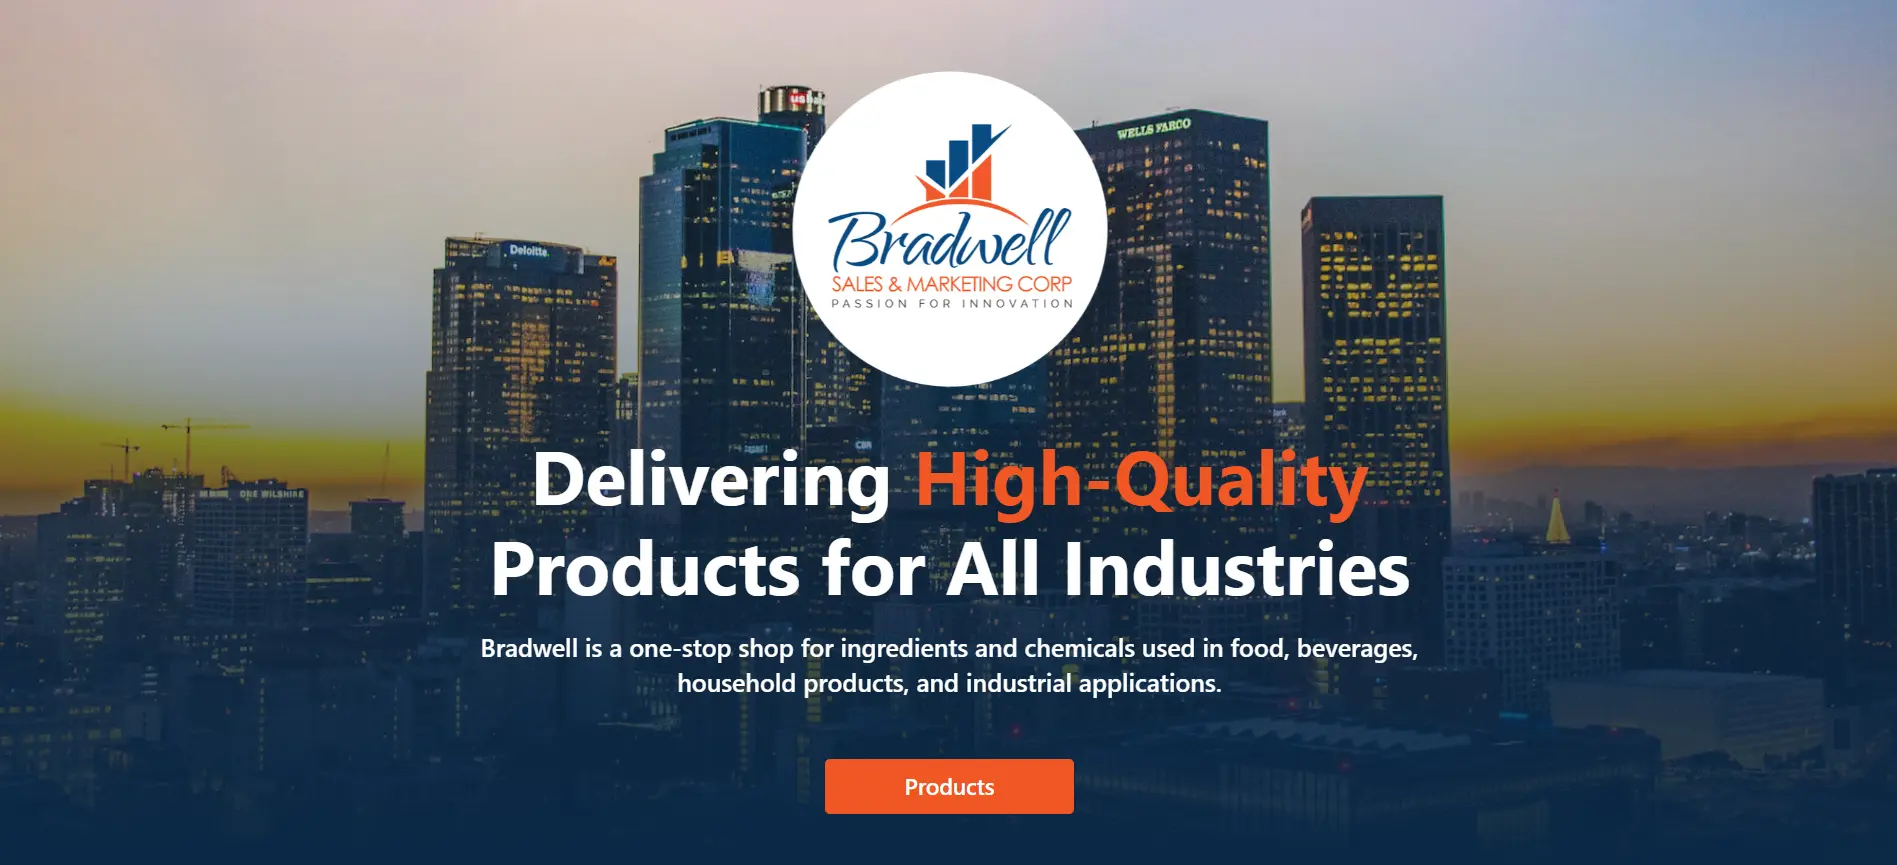 usba
WELLS FARGO
Deloitte.
Bradwell
SALES & MARKETING CORP
PASSION FOR INNOVATION
CBRE
ONE WILSHIRE
Delivering High-Quality
Products for All Industries
Bradwell is a one-stop shop for ingredients and chemicals used in food, beverages,
household products, and industrial applications.
Products